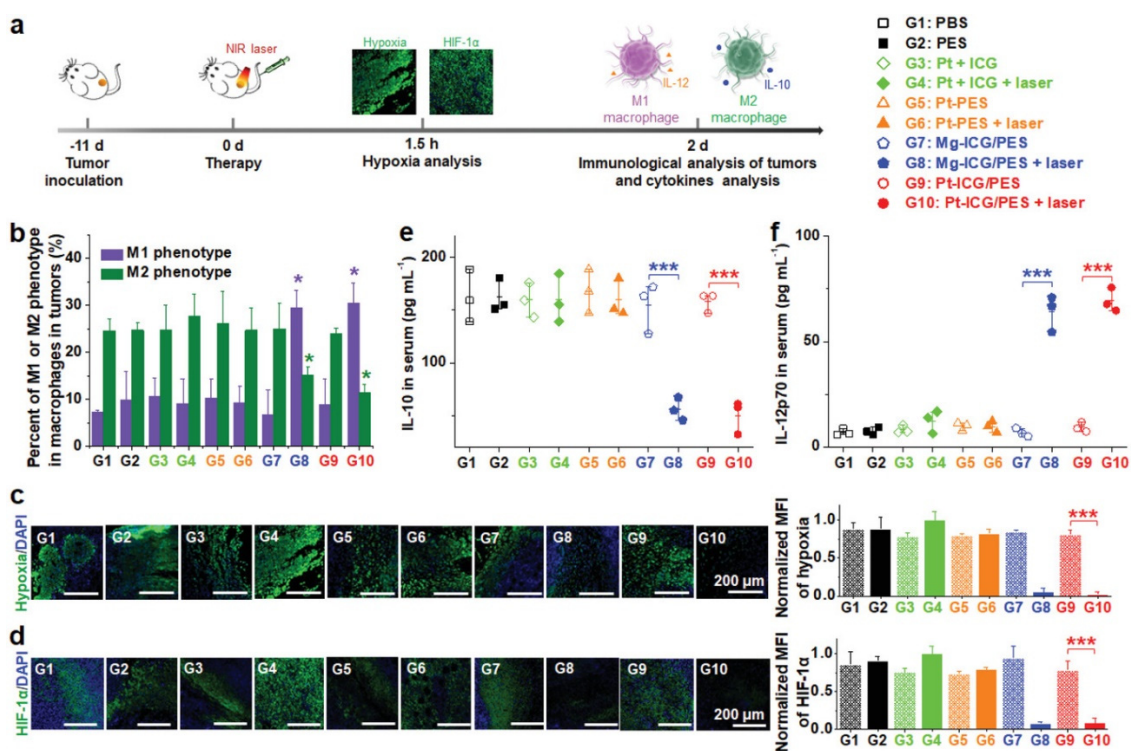 a
NIR laser
Hypoxia
HIF-1α
IL-12
IL-10
M1
macrophage
M2
macrophage
-11 d
Tumor
inoculation
0 d
Therapy
1.5 h
Hypoxia analysis
2 d
Immunological analysis of tumors
and cytokines analysis
G1: PBS
G2: PES
G3: Pt + ICG
G4: Pt + ICG + laser
G5: Pt-PES
G6: Pt-PES + laser
G7: Mg-ICG/PES
G8: Mg-ICG/PES + laser
G9: Pt-ICG/PES
G10: Pt-ICG/PES + laser
b
Percent of M1 or M2 phenotype
in macrophages in tumors (%)
M1 phenotype
M2 phenotype
40
30
20
10
0
* * * *
G1 G2 G3 G4 G5 G6 G7 G8 G9 G10
e
IL-10 in serum (pg mL⁻¹)
200
100
*** ***
G1 G2 G3 G4 G5 G6 G7 G8 G9 G10
f
IL-12p70 in serum (pg mL⁻¹)
100
50
0
*** ***
G1 G2 G3 G4 G5 G6 G7 G8 G9 G10
c
Hypoxia/DAPI
G1 G2 G3 G4 G5 G6 G7 G8 G9 G10
200 μm
Normalized MFI
of hypoxia
1.0
0.5
0.0
***
G1 G2 G3 G4 G5 G6 G7 G8 G9 G10
d
HIF-1α/DAPI
G1 G2 G3 G4 G5 G6 G7 G8 G9 G10
200 μm
Normalized MFI
of HIF-1α
1.0
0.5
0.0
***
G1 G2 G3 G4 G5 G6 G7 G8 G9 G10